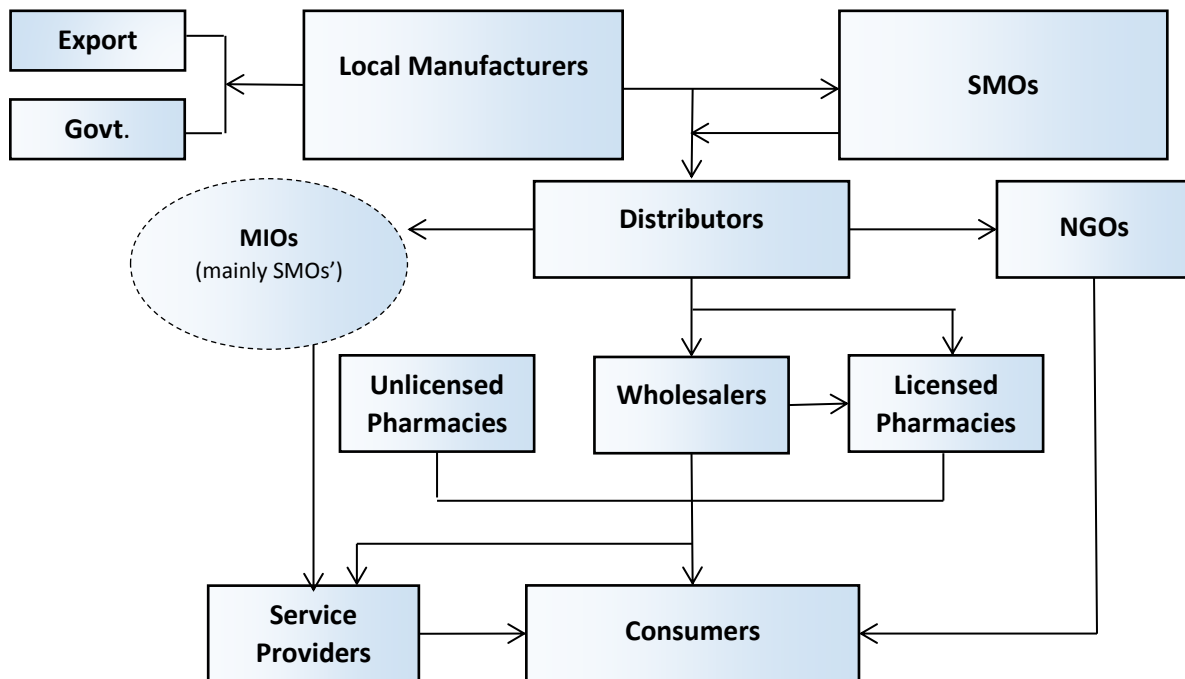 Export
Local Manufacturers
SMOs
Govt.
Distributors
NGOs
MIOs
(mainly SMOs’)
Unlicensed
Pharmacies
Wholesalers
Licensed
Pharmacies
Service
Providers
Consumers